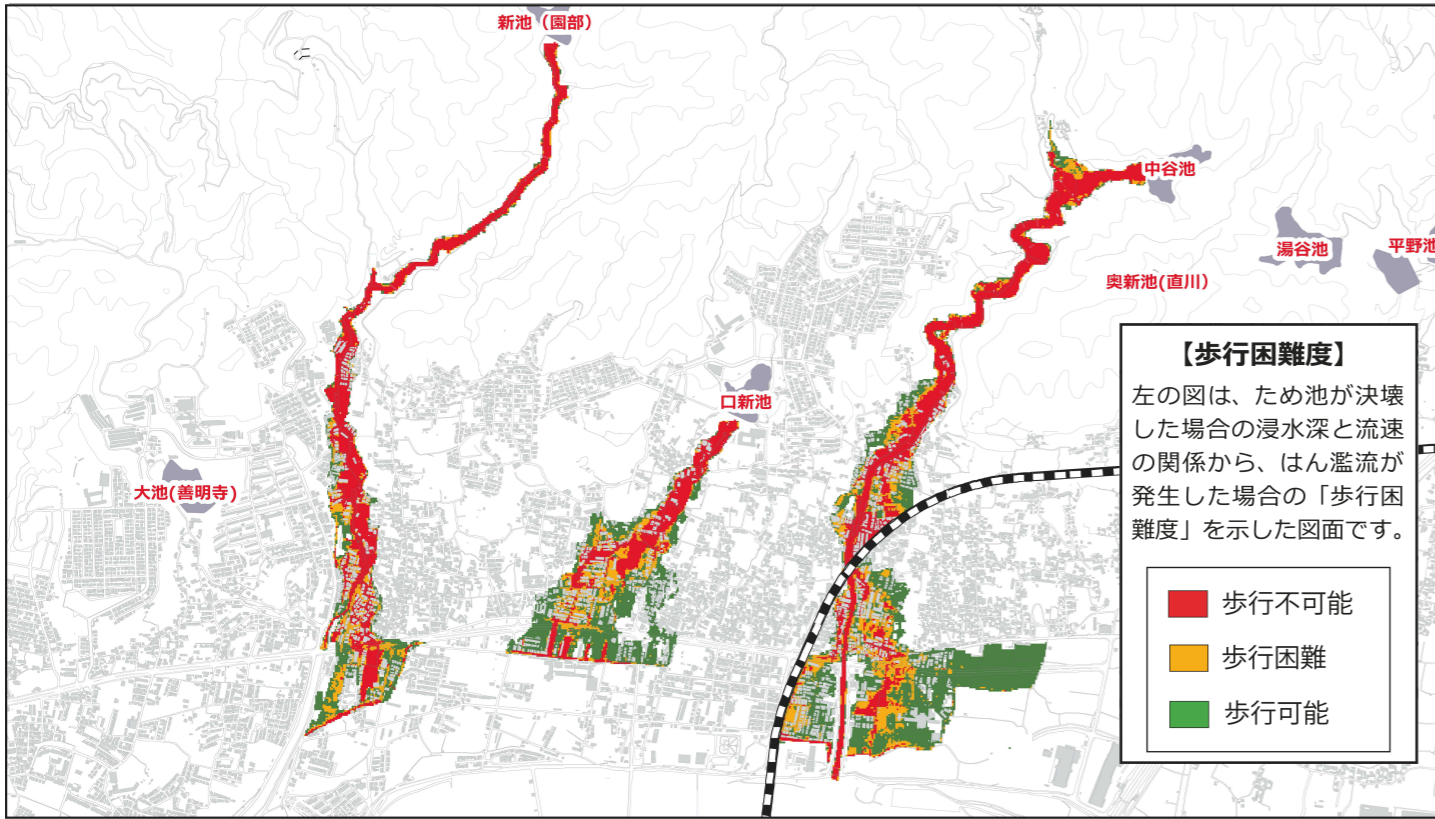 新池（園部）
中谷池
湯谷池
平野池
奥新池(直川）
口新池
大池(善明寺)
【歩行困難度】
左の図は、ため池が決壊
した場合の浸水深と流速
の関係から、はん濫流が
発生した場合の「歩行困
難度」を示した図面です。
歩行不可能
歩行困難
歩行可能